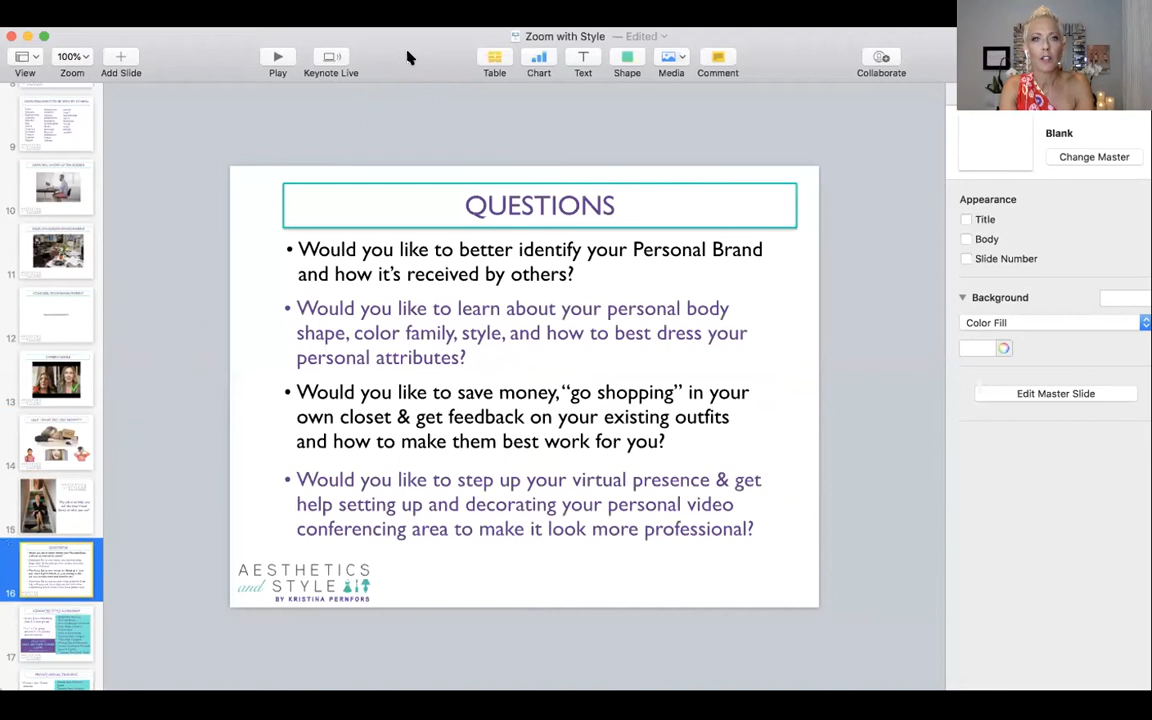 Zoom with Style — Edited
100%
View
Zoom
Add Slide
Play
Keynote Live
Table
Chart
Text
Shape
Media
Comment
Collaborate
9
10
11
12
13
14
15
16
17
QUESTIONS
• Would you like to better identify your Personal Brand
and how it's received by others?
• Would you like to learn about your personal body
shape, color family, style, and how to best dress your
personal attributes?
• Would you like to save money, “go shopping” in your
own closet & get feedback on your existing outfits
and how to make them best work for you?
• Would you like to step up your virtual presence & get
help setting up and decorating your personal video
conferencing area to make it look more professional?
AESTHETICS
and STYLE
BY KRISTINA PERNFORS
Blank
Change Master
Appearance
Title
Body
Slide Number
Background
Color Fill
Edit Master Slide